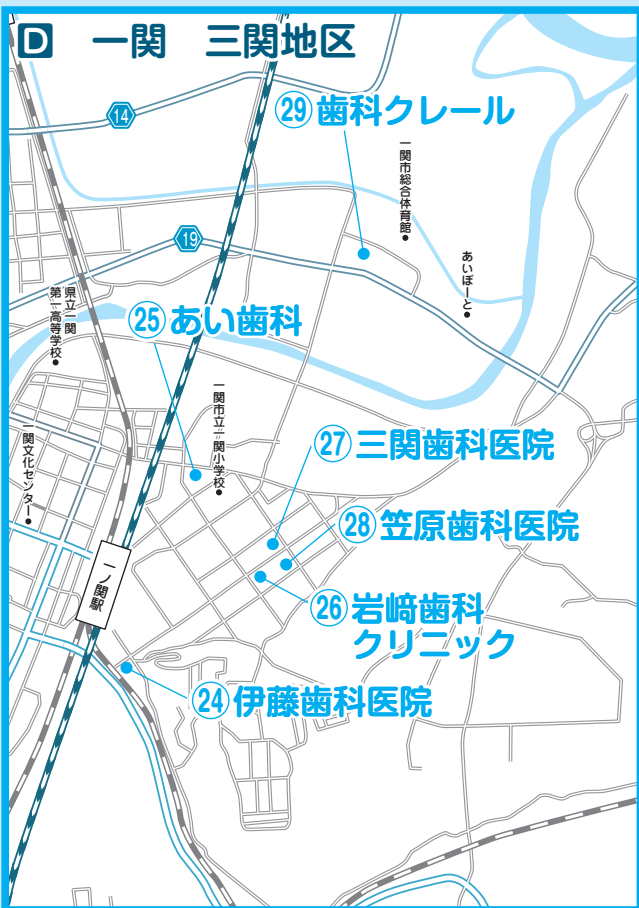 D 一関 三関地区
14
㉙歯科クレール
一関市総合体育館
19
あいぽーと
県立一関
第一高等学校
㉕あい歯科
一関市立一関小学校
一関文化センター
㉗三関歯科医院
㉘笠原歯科医院
一ノ関駅
㉖岩﨑歯科
クリニック
㉔伊藤歯科医院